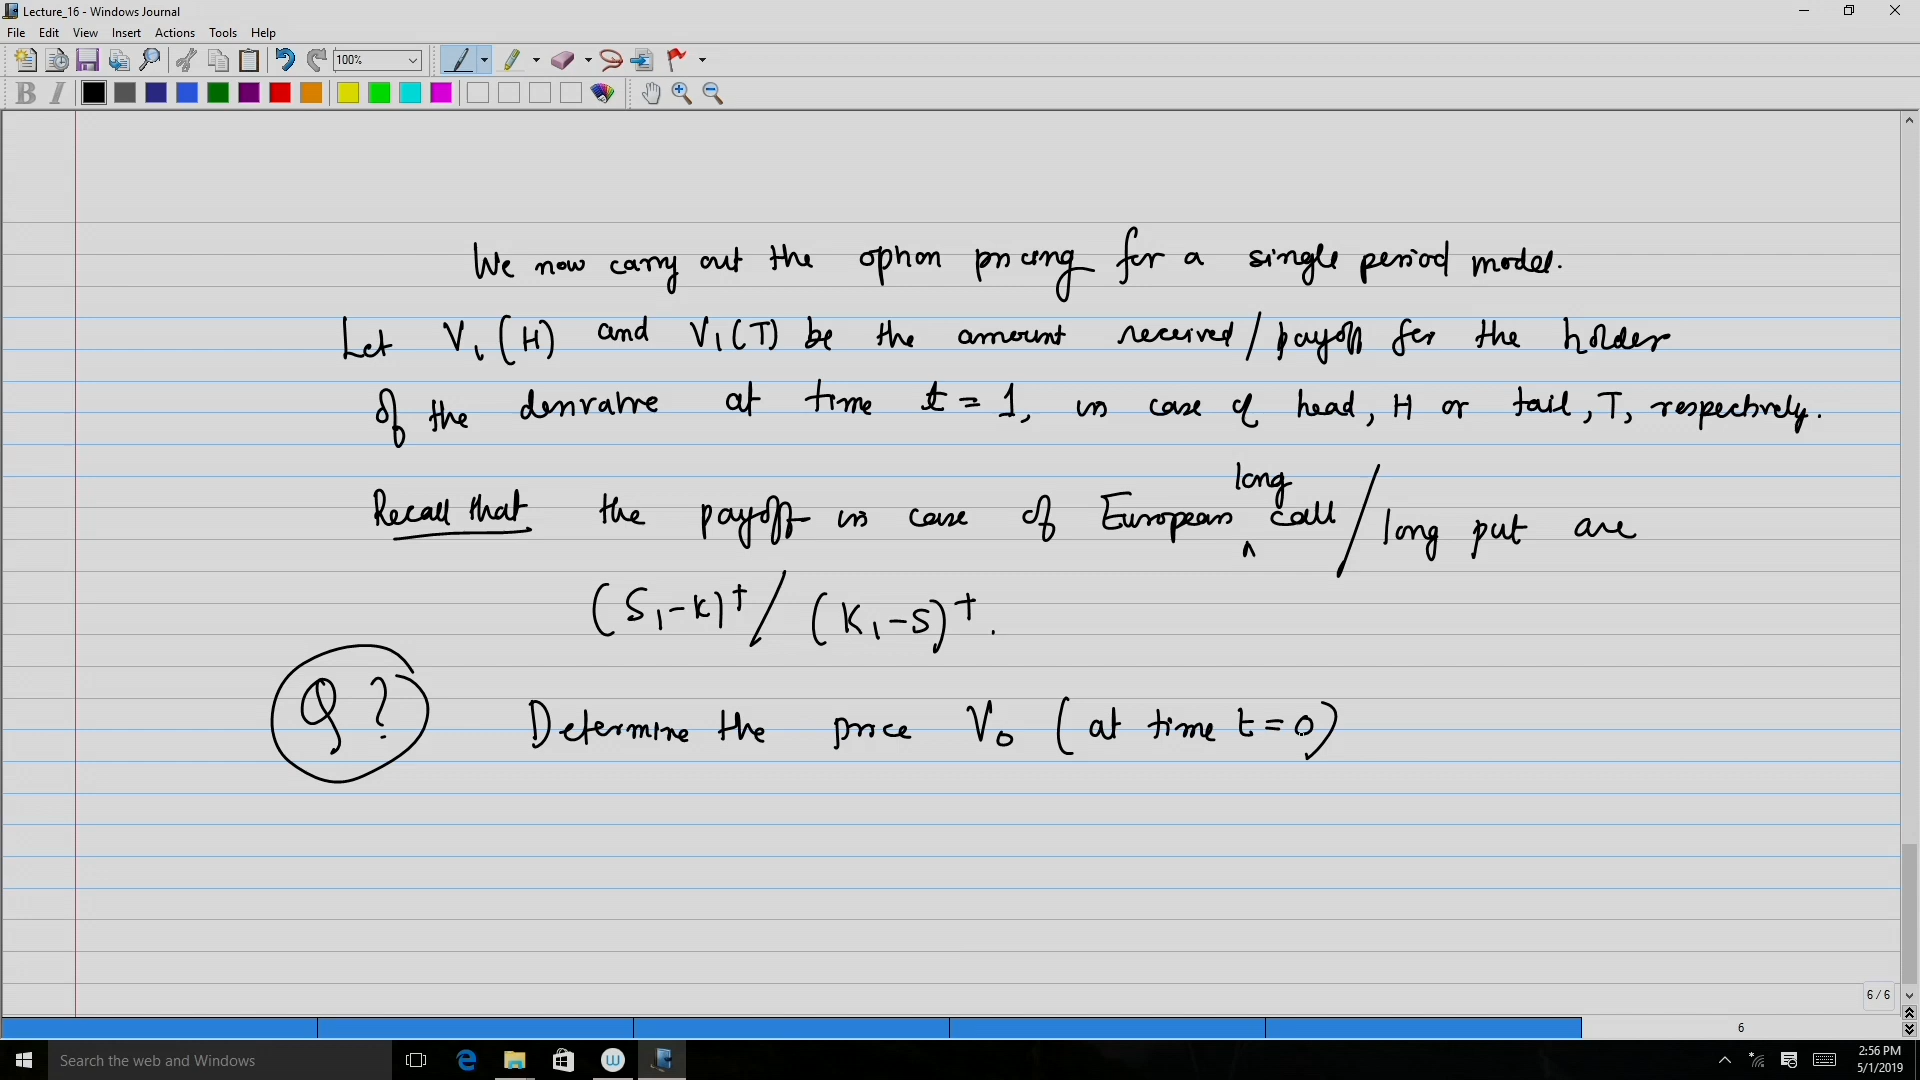 Lecture_16 - Windows Journal
File Edit View Insert Actions Tools Help
100%
B I
We now carry out the option pricing for a single period model.
Let V₁(H) and V₁(T) be the amount received/payoff for the holder
of the derivative at time t = 1, in case of head, H or tail, T, respectively.
long
Recall that the payoff in case of European ^ call / long put are
(S₁-K)⁺ / (K₁-S)⁺.
Q? Determine the price V₀ (at time t=0)
6 / 6
6
Search the web and Windows
2:56 PM
5/1/2019